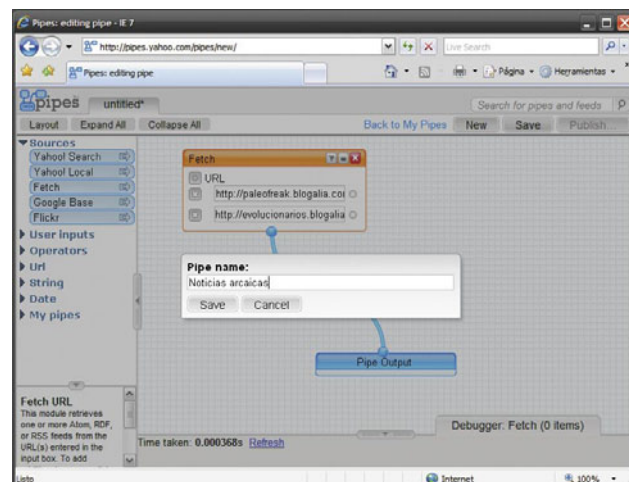 Pipes: editing pipe - IE 7
http://pipes.yahoo.com/pipes/new/
Live Search
Pipes: editing pipe
Página
Herramientas
pipes
untitled*
Search for pipes and feeds
Layout Expand All Collapse All
Back to My Pipes New Save Publish...
Sources
Yahoo! Search
Yahoo! Local
Fetch
Google Base
Flickr
User inputs
Operators
Url
String
Date
My pipes
Fetch
URL
http://paleofreak.blogalia.co
http://evolucionarios.blogalia
Pipe name:
Noticias arcaicas
Save Cancel
Pipe Output
Fetch URL
This module retrieves
one or more Atom, RDF,
or RSS feeds from the
URL(s) entered in the
input box. To add
Debugger: Fetch (0 items)
Time taken: 0.000368s Refresh
Listo
Internet
100%